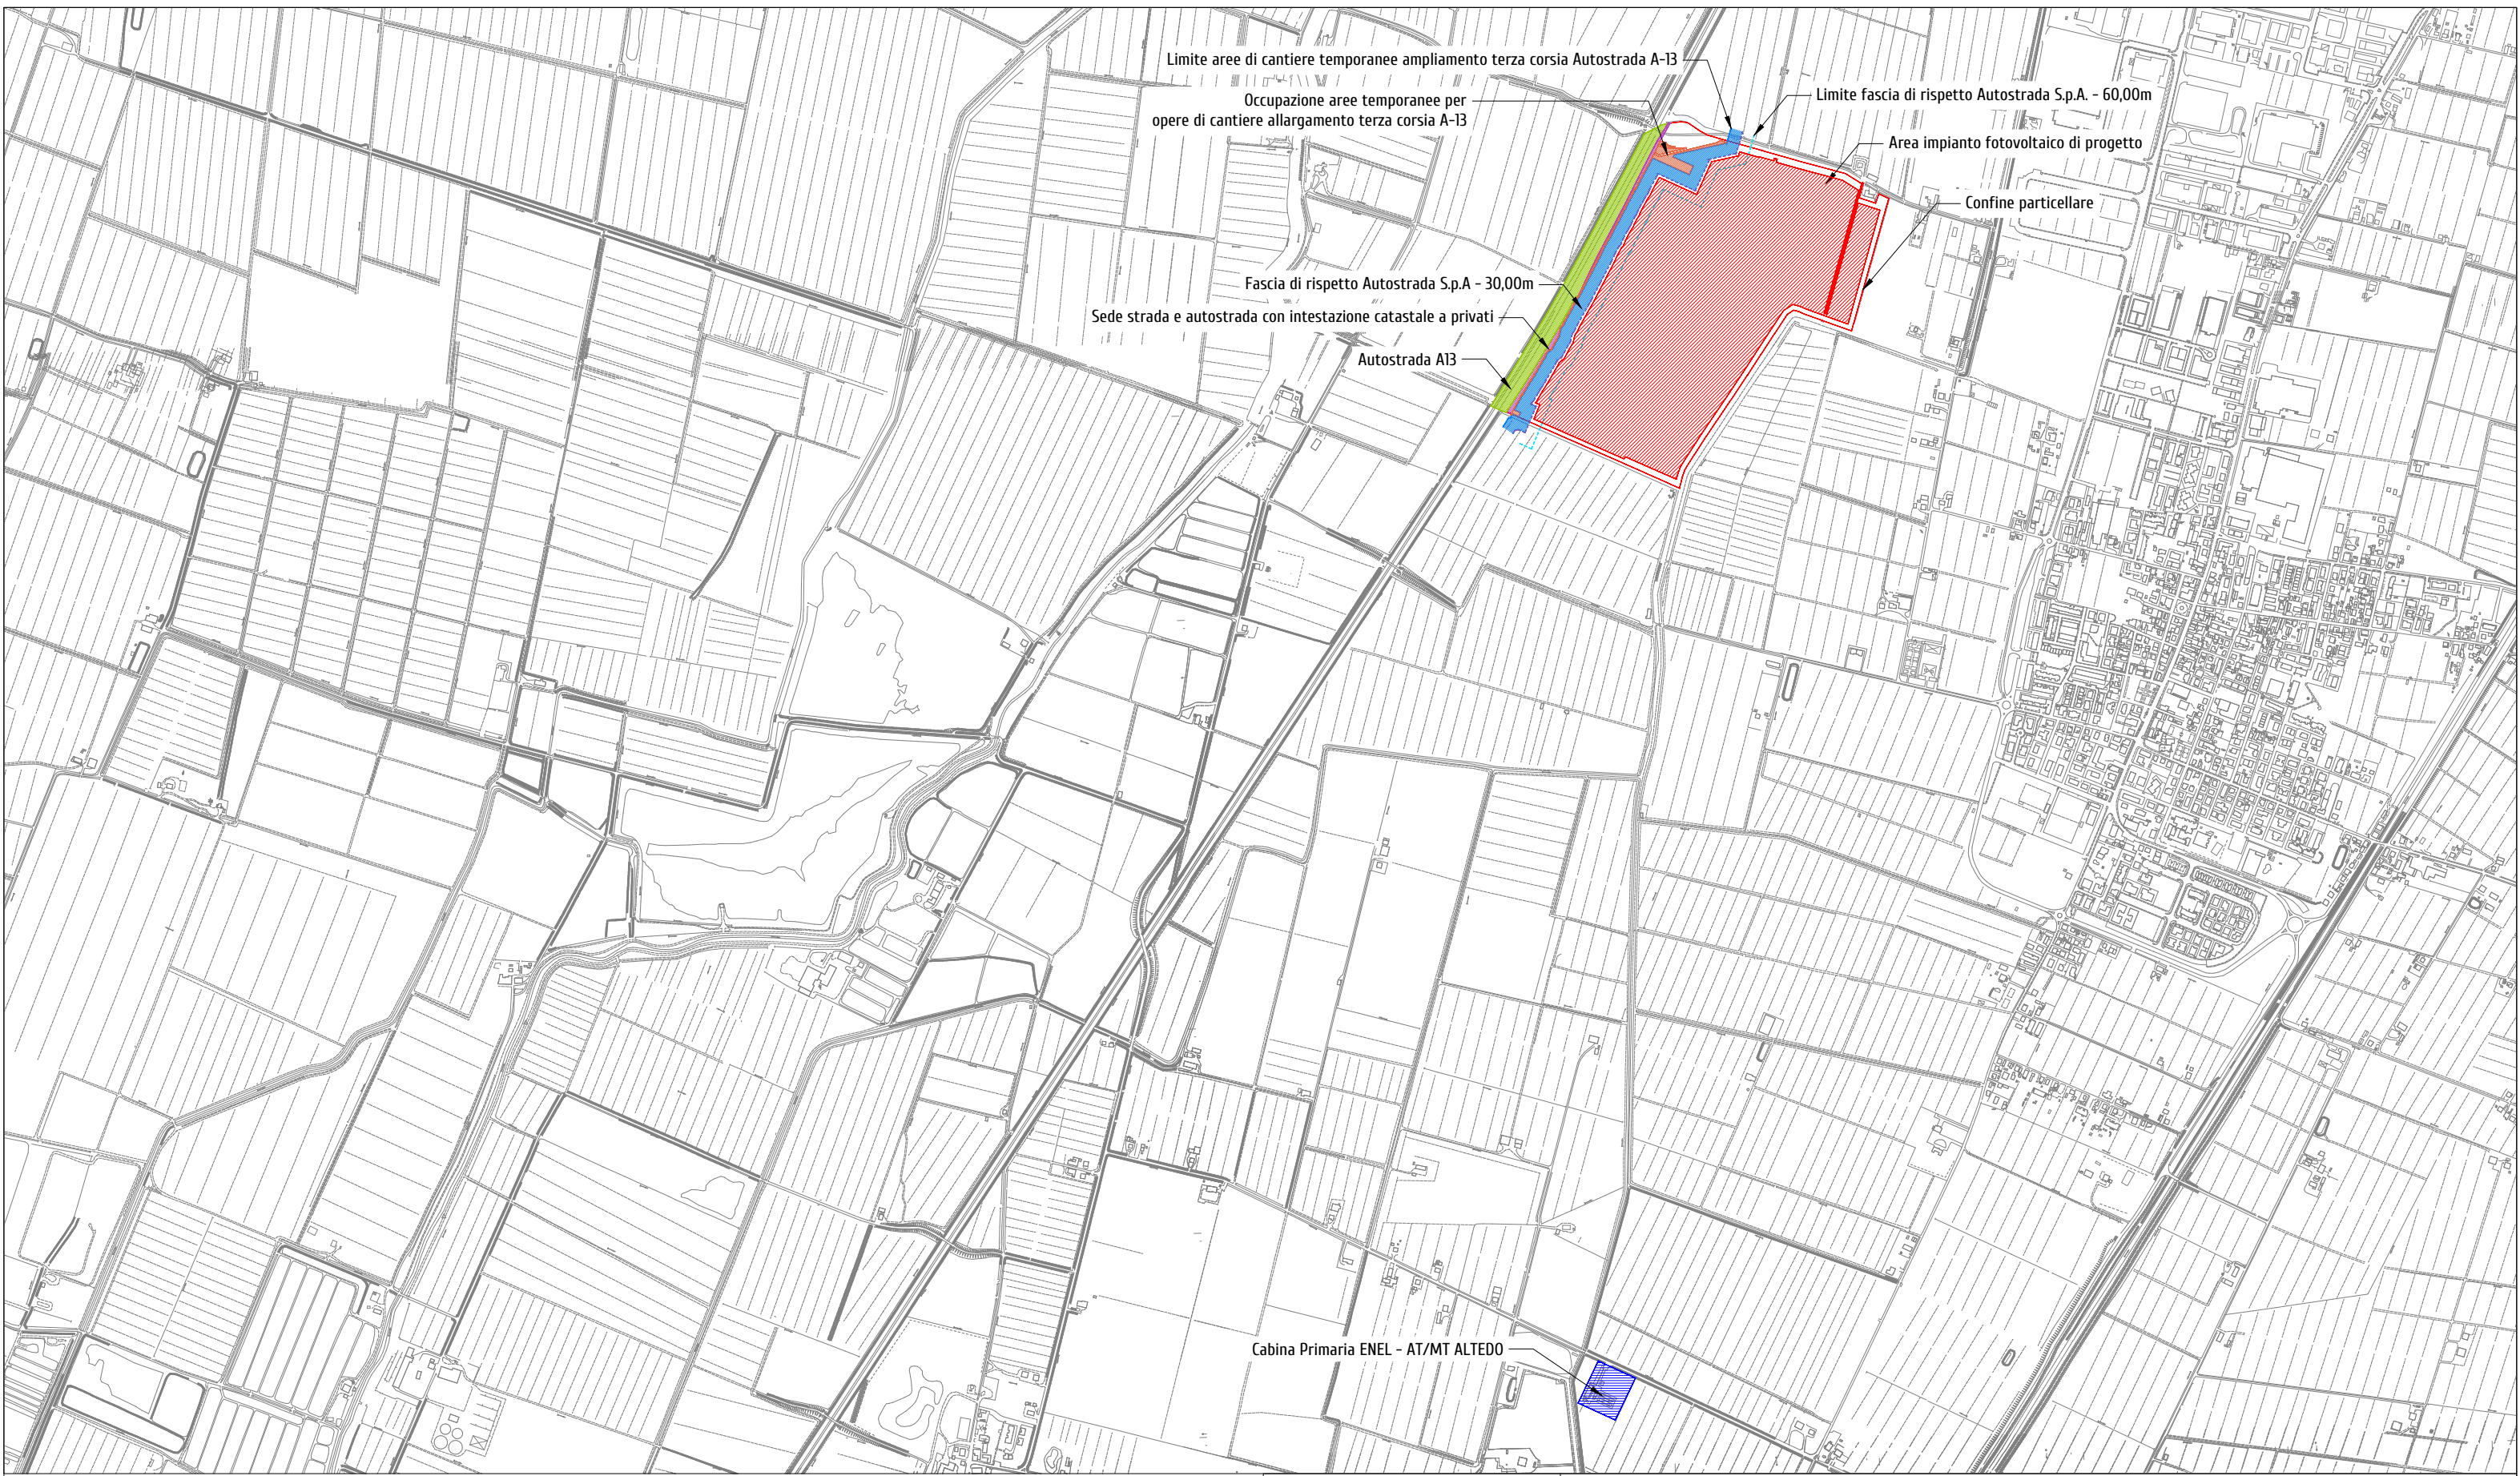 Limite aree di cantiere temporanee ampliamento terza corsia Autostrada A-13
Occupazione aree temporanee per
opere di cantiere allargamento terza corsia A-13
Limite fascia di rispetto Autostrada S.p.A. - 60,00m
Area impianto fotovoltaico di progetto
Confine particellare
Fascia di rispetto Autostrada S.p.A - 30,00m
Sede strada e autostrada con intestazione catastale a privati
Autostrada A13
Cabina Primaria ENEL - AT/MT ALTEDO